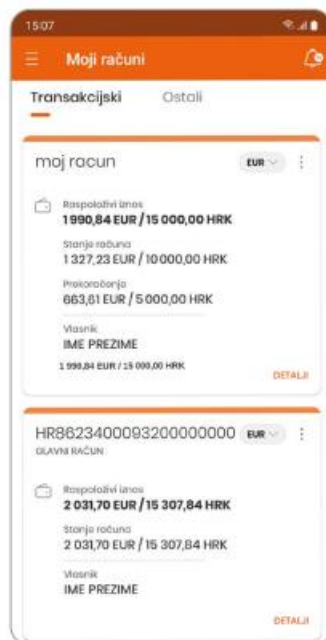 15:07
Moji računi
Transakcijski Ostali
moj racun EUR
Raspoloživi iznos
1 990,84 EUR / 15 000,00 HRK
Stanje računa
1 327,23 EUR / 10 000,00 HRK
Prekoračenje
663,61 EUR / 5 000,00 HRK
Vlasnik
IME PREZIME
1 990,84 EUR / 15 000,00 HRK
DETALJI
HR8623400093200000000 EUR
GLAVNI RAČUN
Raspoloživi iznos
2 031,70 EUR / 15 307,84 HRK
Stanje računa
2 031,70 EUR / 15 307,84 HRK
Vlasnik
IME PREZIME
DETALJI